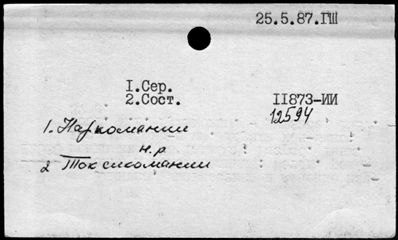 25.5.87.ГШ
I.Сер.
2.Сост. II873-ИИ
12594
1. Наркомании
н.р.
2 Токсикомании